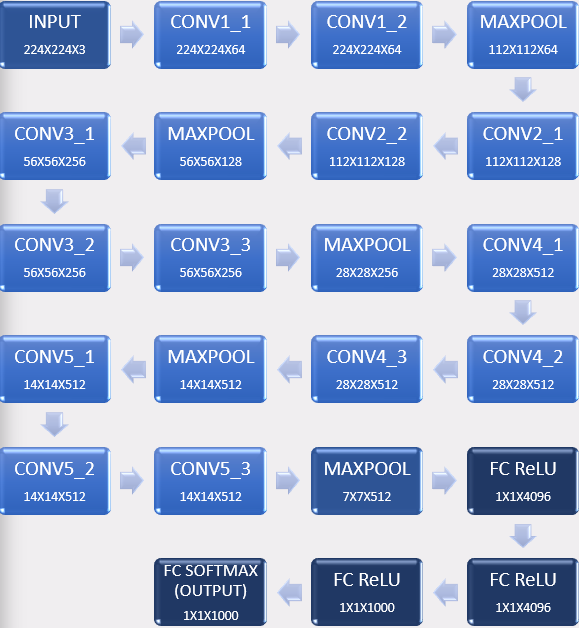 INPUT
224X224X3
CONV1_1
224X224X64
CONV1_2
224X224X64
MAXPOOL
112X112X64
CONV2_1
112X112X128
CONV2_2
112X112X128
MAXPOOL
56X56X128
CONV3_1
56X56X256
CONV3_2
56X56X256
CONV3_3
56X56X256
MAXPOOL
28X28X256
CONV4_1
28X28X512
CONV4_2
28X28X512
CONV4_3
28X28X512
MAXPOOL
14X14X512
CONV5_1
14X14X512
CONV5_2
14X14X512
CONV5_3
14X14X512
MAXPOOL
7X7X512
FC ReLU
1X1X4096
FC ReLU
1X1X4096
FC ReLU
1X1X1000
FC SOFTMAX
(OUTPUT)
1X1X1000